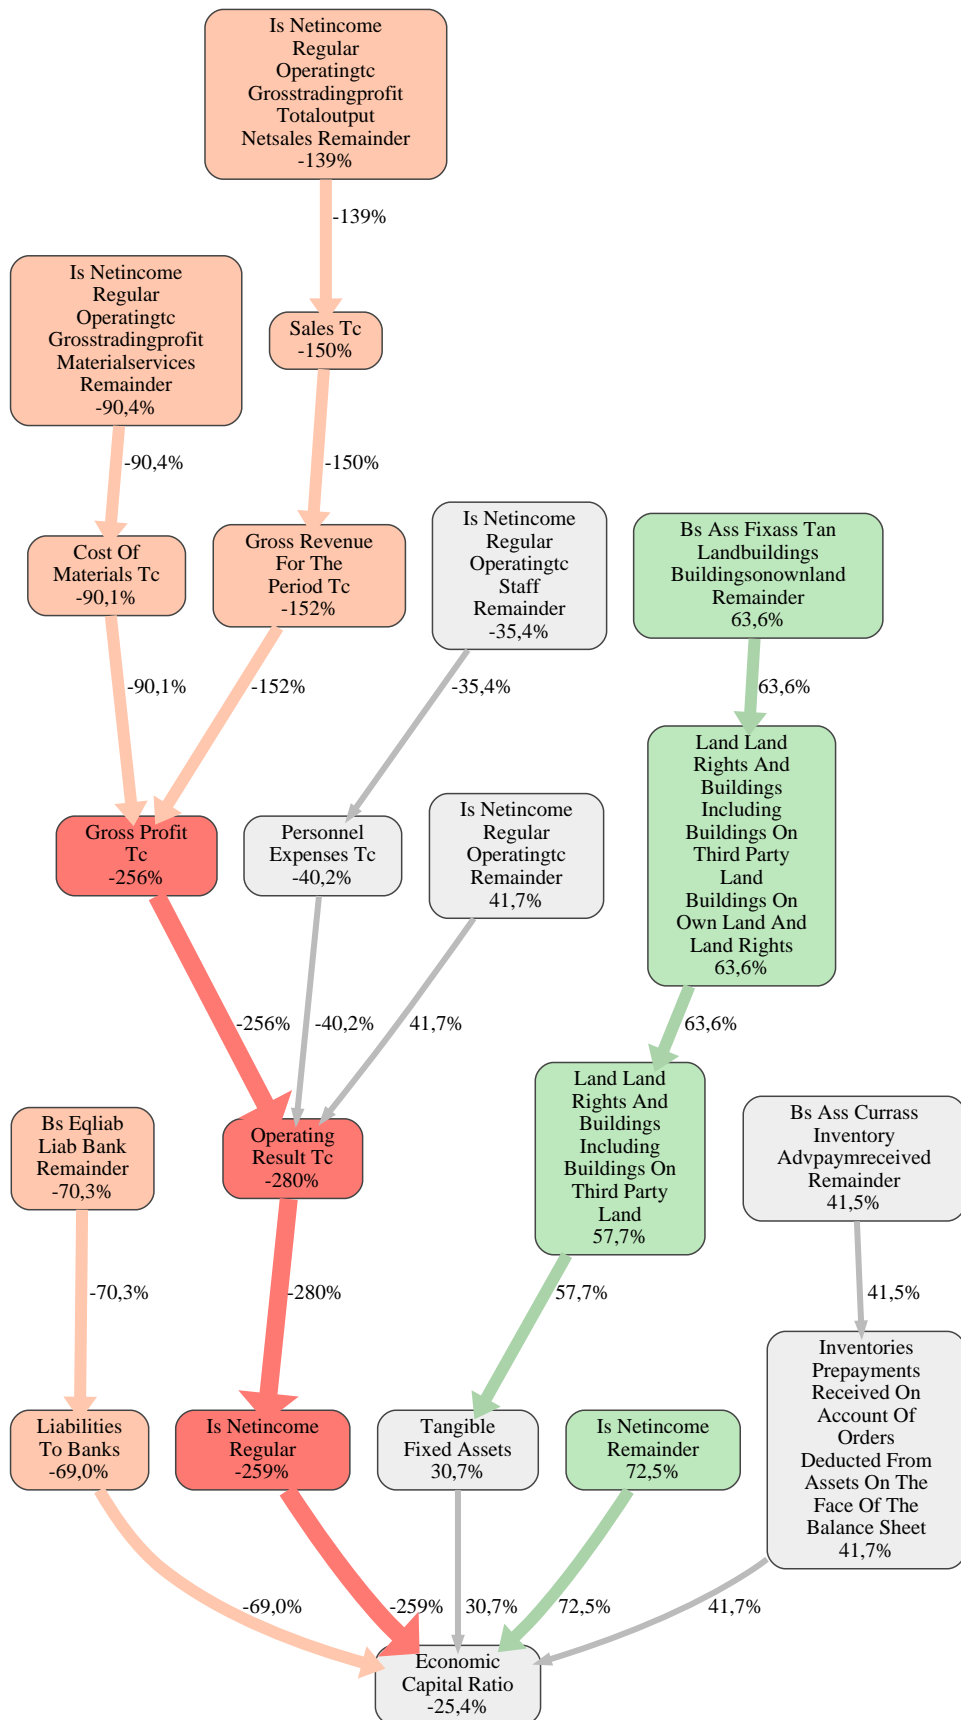 Is Netincome
Regular
Operatingtc
Grosstradingprofit
Totaloutput
Netsales Remainder
-139%
-139%
Is Netincome
Regular
Operatingtc
Grosstradingprofit
Materialservices
Remainder
-90,4%
Sales Tc
-150%
-90,4%
-150%
Cost Of
Materials Tc
-90,1%
Gross Revenue
For The
Period Tc
-152%
Is Netincome
Regular
Operatingtc
Staff
Remainder
-35,4%
Bs Ass Fixass Tan
Landbuildings
Buildingsonownland
Remainder
63,6%
-90,1%
-152%
-35,4%
63,6%
Gross Profit
Tc
-256%
Personnel
Expenses Tc
-40,2%
Is Netincome
Regular
Operatingtc
Remainder
41,7%
Land Land
Rights And
Buildings
Including
Buildings On
Third Party
Land
Buildings On
Own Land And
Land Rights
63,6%
-256%
-40,2%
41,7%
63,6%
Bs Eqliab
Liab Bank
Remainder
-70,3%
Operating
Result Tc
-280%
Land Land
Rights And
Buildings
Including
Buildings On
Third Party
Land
57,7%
Bs Ass Currass
Inventory
Advpaymreceived
Remainder
41,5%
-70,3%
-280%
57,7%
41,5%
Liabilities
To Banks
-69,0%
Is Netincome
Regular
-259%
Tangible
Fixed Assets
30,7%
Is Netincome
Remainder
72,5%
Inventories
Prepayments
Received On
Account Of
Orders
Deducted From
Assets On The
Face Of The
Balance Sheet
41,7%
-69,0%
-259%
30,7%
72,5%
41,7%
Economic
Capital Ratio
-25,4%